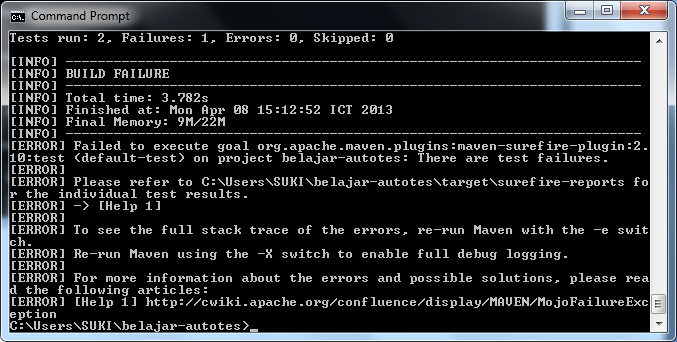 Command Prompt
Tests run: 2, Failures: 1, Errors: 0, Skipped: 0
[INFO] ------------------------------------------------------------------------
[INFO] BUILD FAILURE
[INFO] ------------------------------------------------------------------------
[INFO] Total time: 3.782s
[INFO] Finished at: Mon Apr 08 15:12:52 ICT 2013
[INFO] Final Memory: 9M/22M
[INFO] ------------------------------------------------------------------------
[ERROR] Failed to execute goal org.apache.maven.plugins:maven-surefire-plugin:2.
10:test (default-test) on project belajar-autotes: There are test failures.
[ERROR]
[ERROR] Please refer to C:\Users\SUKI\belajar-autotes\target\surefire-reports fo
r the individual test results.
[ERROR] -> [Help 1]
[ERROR]
[ERROR] To see the full stack trace of the errors, re-run Maven with the -e swit
ch.
[ERROR] Re-run Maven using the -X switch to enable full debug logging.
[ERROR]
[ERROR] For more information about the errors and possible solutions, please rea
d the following articles:
[ERROR] [Help 1] http://cwiki.apache.org/confluence/display/MAVEN/MojoFailureExc
eption
C:\Users\SUKI\belajar-autotes>_